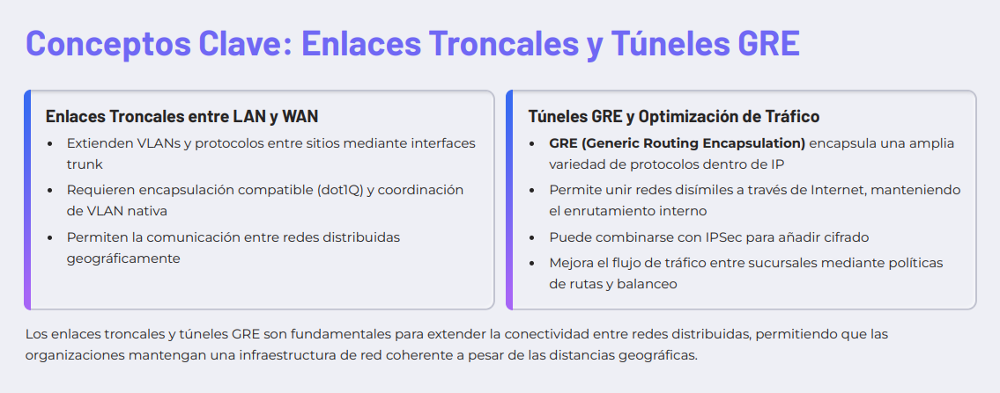 Conceptos Clave: Enlaces Troncales y Túneles GRE
Enlaces Troncales entre LAN y WAN
• Extienden VLANs y protocolos entre sitios mediante interfaces
trunk
• Requieren encapsulación compatible (dot1Q) y coordinación
de VLAN nativa
• Permiten la comunicación entre redes distribuidas
geográficamente
Túneles GRE y Optimización de Tráfico
• GRE (Generic Routing Encapsulation) encapsula una amplia
variedad de protocolos dentro de IP
• Permite unir redes disímiles a través de Internet, manteniendo
el enrutamiento interno
• Puede combinarse con IPSec para añadir cifrado
• Mejora el flujo de tráfico entre sucursales mediante políticas
de rutas y balanceo
Los enlaces troncales y túneles GRE son fundamentales para extender la conectividad entre redes distribuidas, permitiendo que las
organizaciones mantengan una infraestructura de red coherente a pesar de las distancias geográficas.